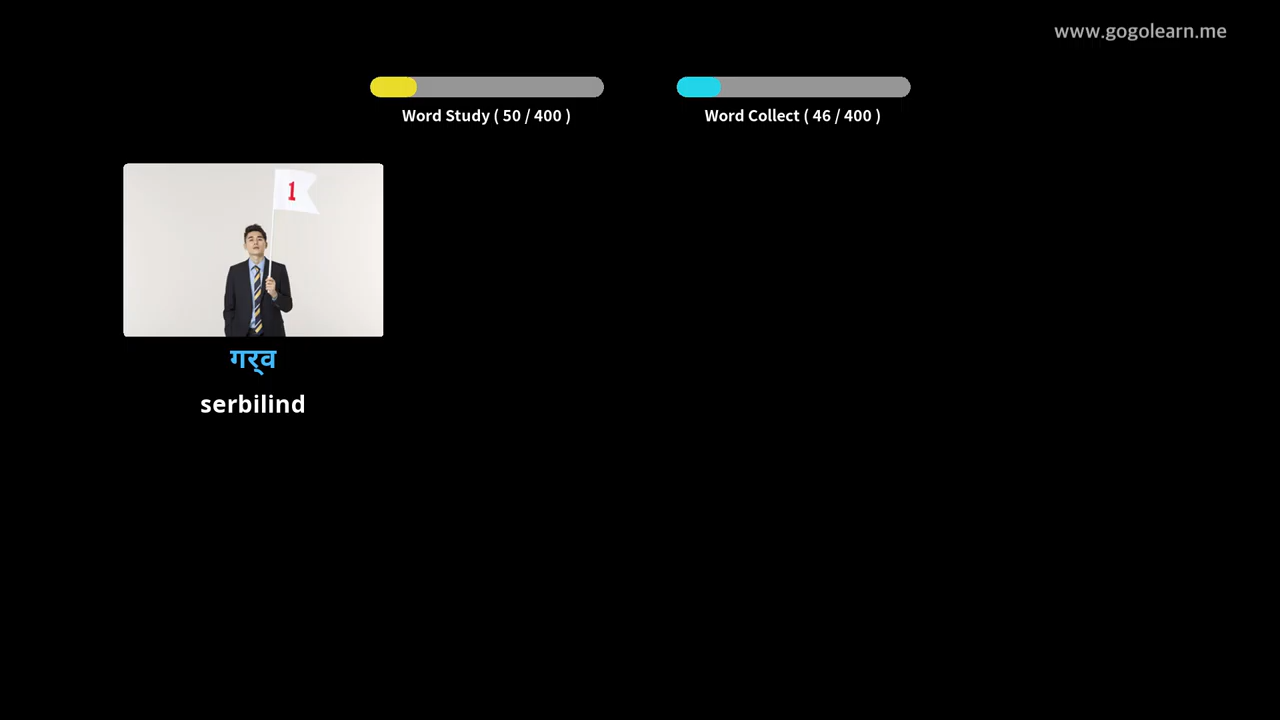 www.gogolearn.me
Word Study ( 50 / 400 )
Word Collect ( 46 / 400 )
1
गर्‌व
serbilind